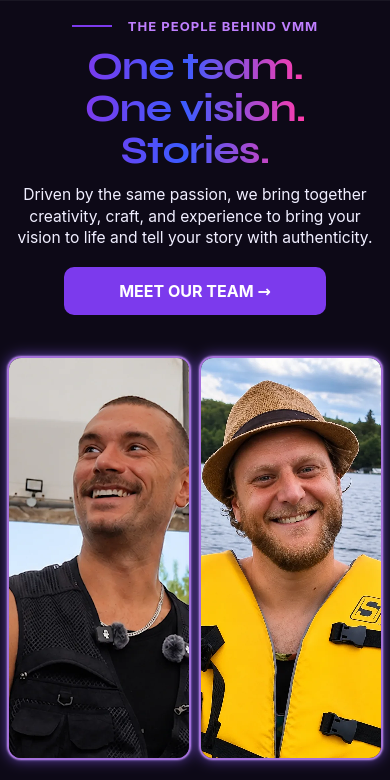 THE PEOPLE BEHIND VMM
One team.
One vision.
Stories.
Driven by the same passion, we bring together
creativity, craft, and experience to bring your
vision to life and tell your story with authenticity.
MEET OUR TEAM →
S